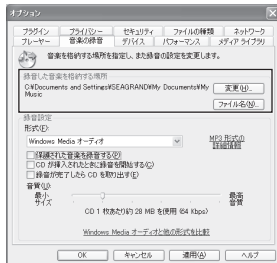 オプション
プラグイン プライバシー セキュリティ ファイルの種類 ネットワーク
プレーヤー 音楽の録音 デバイス パフォーマンス メディア ライブラリ
音楽を格納する場所を指定し、また録音の設定を変更します。
録音した音楽を格納する場所
C:¥Documents and Settings¥SEAGRAND¥My Documents¥My Music
変更(H)...
ファイル名(N)...
録音設定
形式(F):
Windows Media オーディオ
MP3 形式の
詳細情報
保護された音楽を録音する(P)
CD が挿入されたときに録音を開始する(C)
録音が完了したら CD を取り出す(E)
音質(U):
最小
サイズ
最高
音質
CD 1 枚あたり約 28 MB を使用 (64 Kbps)
Windows Media オーディオと他の形式を比較
OK キャンセル 適用(A) ヘルプ